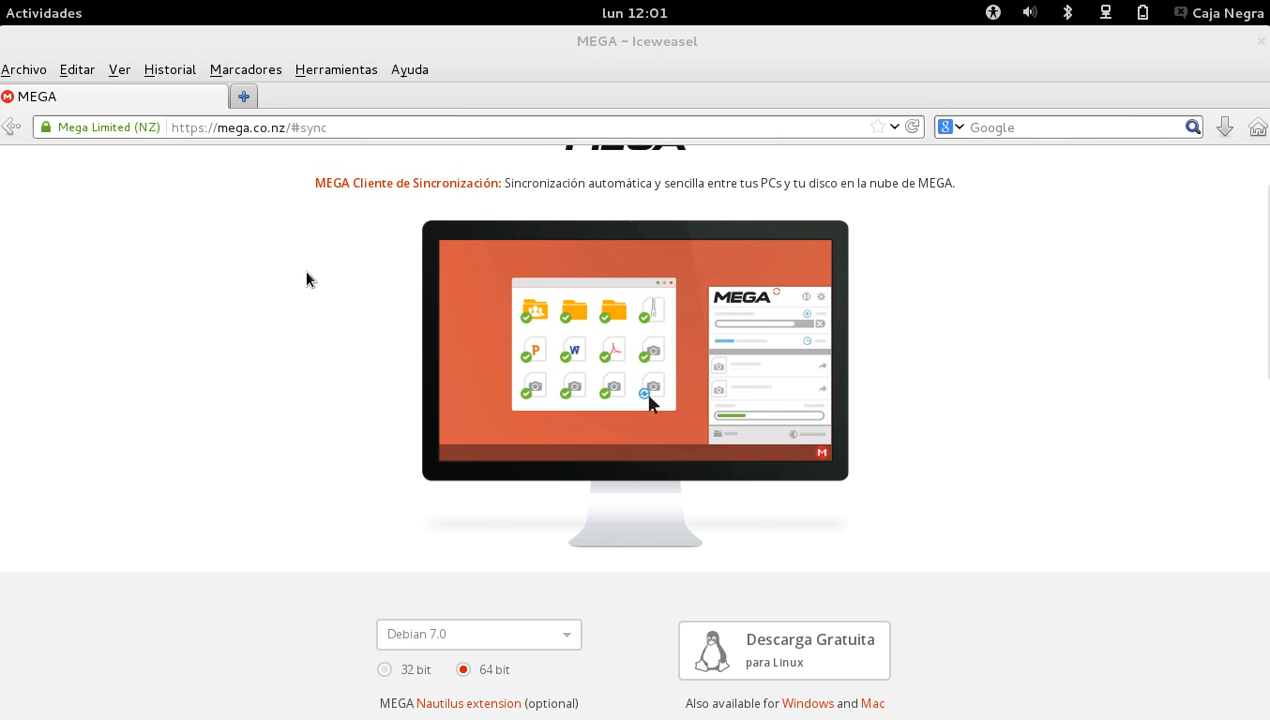 Actividades lun 12:01 Caja Negra
MEGA – Iceweasel
Archivo Editar Ver Historial Marcadores Herramientas Ayuda
MEGA
Mega Limited (NZ) https://mega.co.nz/#sync Google
MEGA
MEGA Cliente de Sincronización: Sincronización automática y sencilla entre tus PCs y tu disco en la nube de MEGA.
MEGA
P W
M
Debian 7.0
32 bit 64 bit
Descarga Gratuita
para Linux
MEGA Nautilus extension (optional)
Also available for Windows and Mac